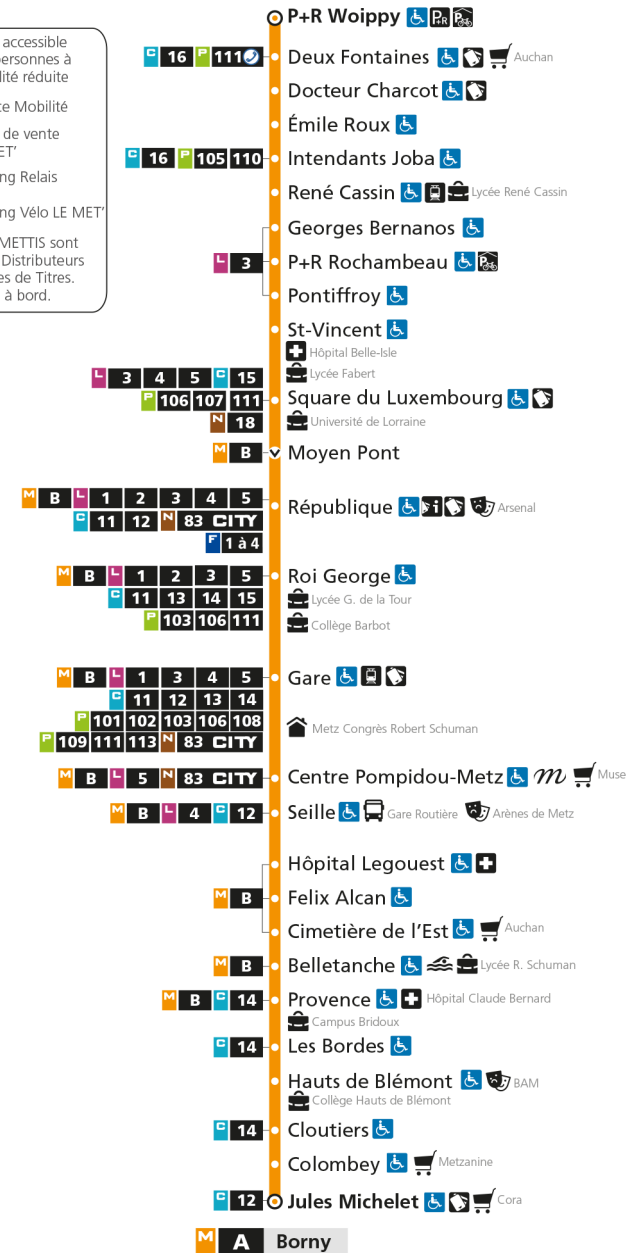 P+R Woippy P+R P+
accessible
personnes à
lité réduite
ce Mobilité
de vente
ET'
ng Relais
ng Vélo LE MET'
METTIS sont
Distributeurs
es de Titres.
à bord.
C 16 P 111 Deux Fontaines Auchan
Docteur Charcot
Émile Roux
C 16 P 105 110 Intendants Joba
René Cassin Lycée René Cassin
Georges Bernanos
L 3 P+R Rochambeau P+
Pontiffroy
St-Vincent
Hôpital Belle-Isle
L 3 4 5 C 15 Lycée Fabert
P 106 107 111 Square du Luxembourg
N 18 Université de Lorraine
M B Moyen Pont
M B L 1 2 3 4 5
République i Arsenal
C 11 12 N 83 CITY
F 1 à 4
M B L 1 2 3 5 Roi George
C 11 13 14 15 Lycée G. de la Tour
P 103 106 111 Collège Barbot
M B L 1 3 4 5 Gare
C 11 12 13 14
P 101 102 103 106 108 Metz Congrès Robert Schuman
P 109 111 113 N 83 CITY
M B L 5 N 83 CITY Centre Pompidou-Metz m Muse
M B L 4 C 12 Seille Gare Routière Arènes de Metz
Hôpital Legouest
M B Felix Alcan
Cimetière de l'Est Auchan
M B Belletanche Lycée R. Schuman
M B C 14 Provence Hôpital Claude Bernard
Campus Bridoux
C 14 Les Bordes
Hauts de Blémont BAM
Collège Hauts de Blémont
C 14 Cloutiers
Colombey Metzanine
C 12 Jules Michelet Cora
M A Borny